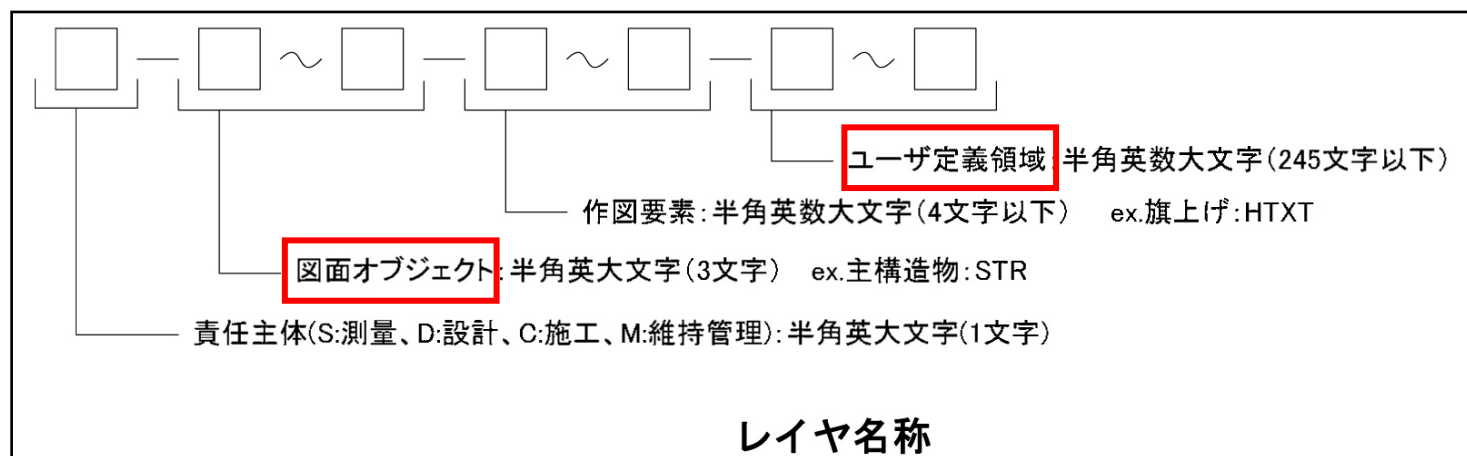 ユーザ定義領域:半角英数大文字(245文字以下)
作図要素:半角英数大文字(4文字以下) ex.旗上げ:HTXT
図面オブジェクト:半角英大文字(3文字) ex.主構造物:STR
責任主体(S:測量、D:設計、C:施工、M:維持管理):半角英大文字(1文字)
レイヤ名称